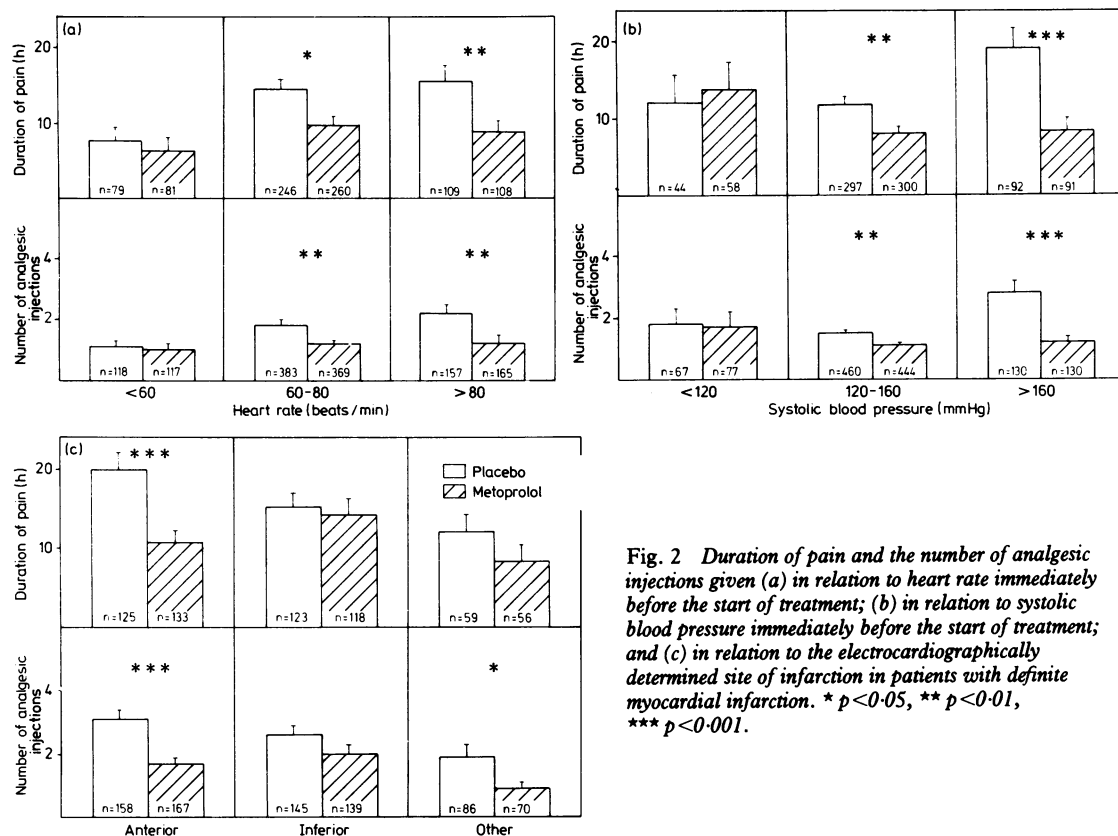 (a)
Duration of pain (h)
20
10
*
**
n=79 n=81
n=246 n=260
n=109 n=108
Number of analgesic
injections
4
2
**
**
n=118 n=117
n=383 n=369
n=157 n=165
<60 60-80 >80
Heart rate (beats/min)
(b)
Duration of pain (h)
20
10
**
***
n=44 n=58
n=297 n=300
n=92 n=91
Number of analgesic
injections
4
2
**
***
n=67 n=77
n=460 n=444
n=130 n=130
<120 120-160 >160
Systolic blood pressure (mmHg)
(c)
Duration of pain (h)
20
10
***
Placebo
Metoprolol
n=125 n=133
n=123 n=118
n=59 n=56
Number of analgesic
injections
4
2
***
*
n=158 n=167
n=145 n=139
n=86 n=70
Anterior Inferior Other
Fig. 2 Duration of pain and the number of analgesic
injections given (a) in relation to heart rate immediately
before the start of treatment; (b) in relation to systolic
blood pressure immediately before the start of treatment;
and (c) in relation to the electrocardiographically
determined site of infarction in patients with definite
myocardial infarction. * p<0·05, ** p<0·01,
*** p<0·001.